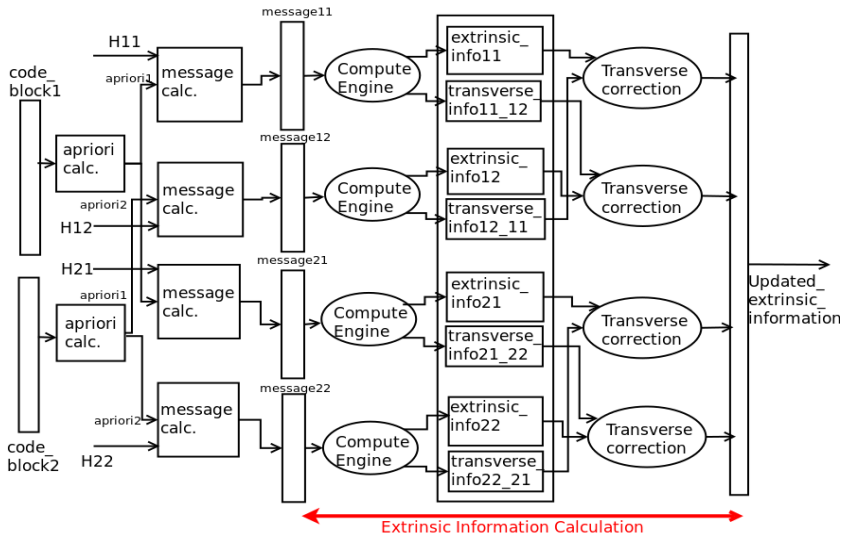 message11
H11
code_
block1
apriori1
message
calc.
Compute
Engine
extrinsic_
info11
transverse_
info11_12
Transverse
correction
apriori
calc.
message12
apriori2
message
calc.
H12
Compute
Engine
extrinsic_
info12
transverse_
info12_11
Transverse
correction
H21
message21
apriori1
message
calc.
apriori
calc.
Compute
Engine
extrinsic_
info21
transverse_
info21_22
Transverse
correction
Updated_
extrinsic_
information
message22
apriori2
message
calc.
code_
block2
H22
Compute
Engine
extrinsic_
info22
transverse_
info22_21
Transverse
correction
Extrinsic Information Calculation